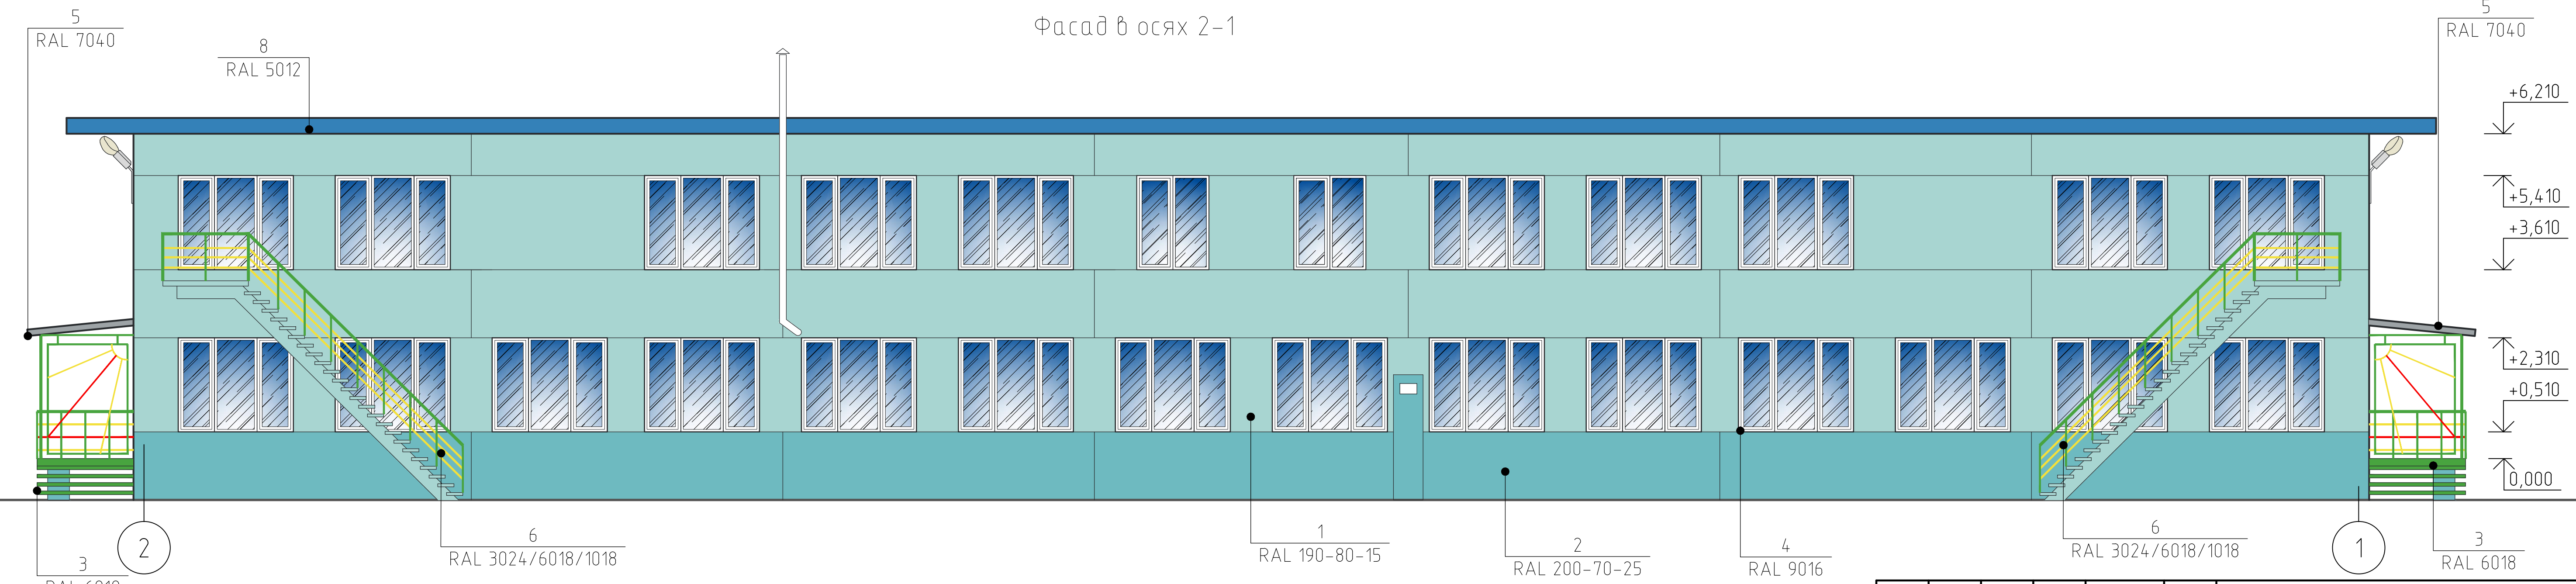 Фасад в осях 2-1
5
RAL 7040
8
RAL 5012
5
RAL 7040
+6,210
+5,410
+3,610
+2,310
+0,510
0,000
2
1
3
6
RAL 3024/6018/1018
1
RAL 190-80-15
2
RAL 200-70-25
4
RAL 9016
6
RAL 3024/6018/1018
3
RAL 6018